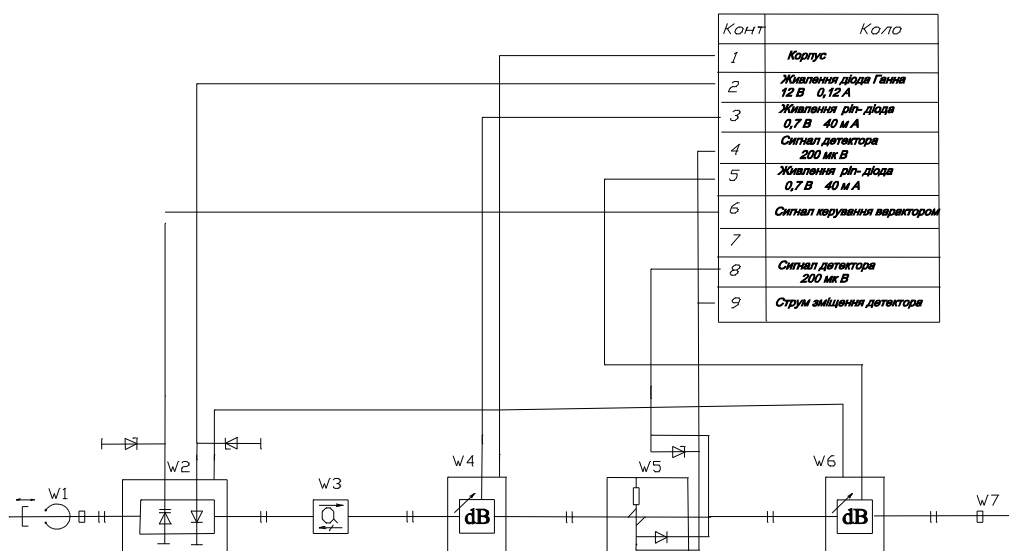 Конт Коло
1 Корпус
2 Живлення діода Ганна
12 В 0,12 А
3 Живлення pin- діода
0,7 В 40 м А
4 Сигнал детектора
200 мк В
5 Живлення pin- діода
0,7 В 40 м А
6 Сигнал керування варактором
7
8 Сигнал детектора
200 мк В
9 Струм зміщення детектора
W1 W2 W3 W4 W5 W6 W7
Q dB dB